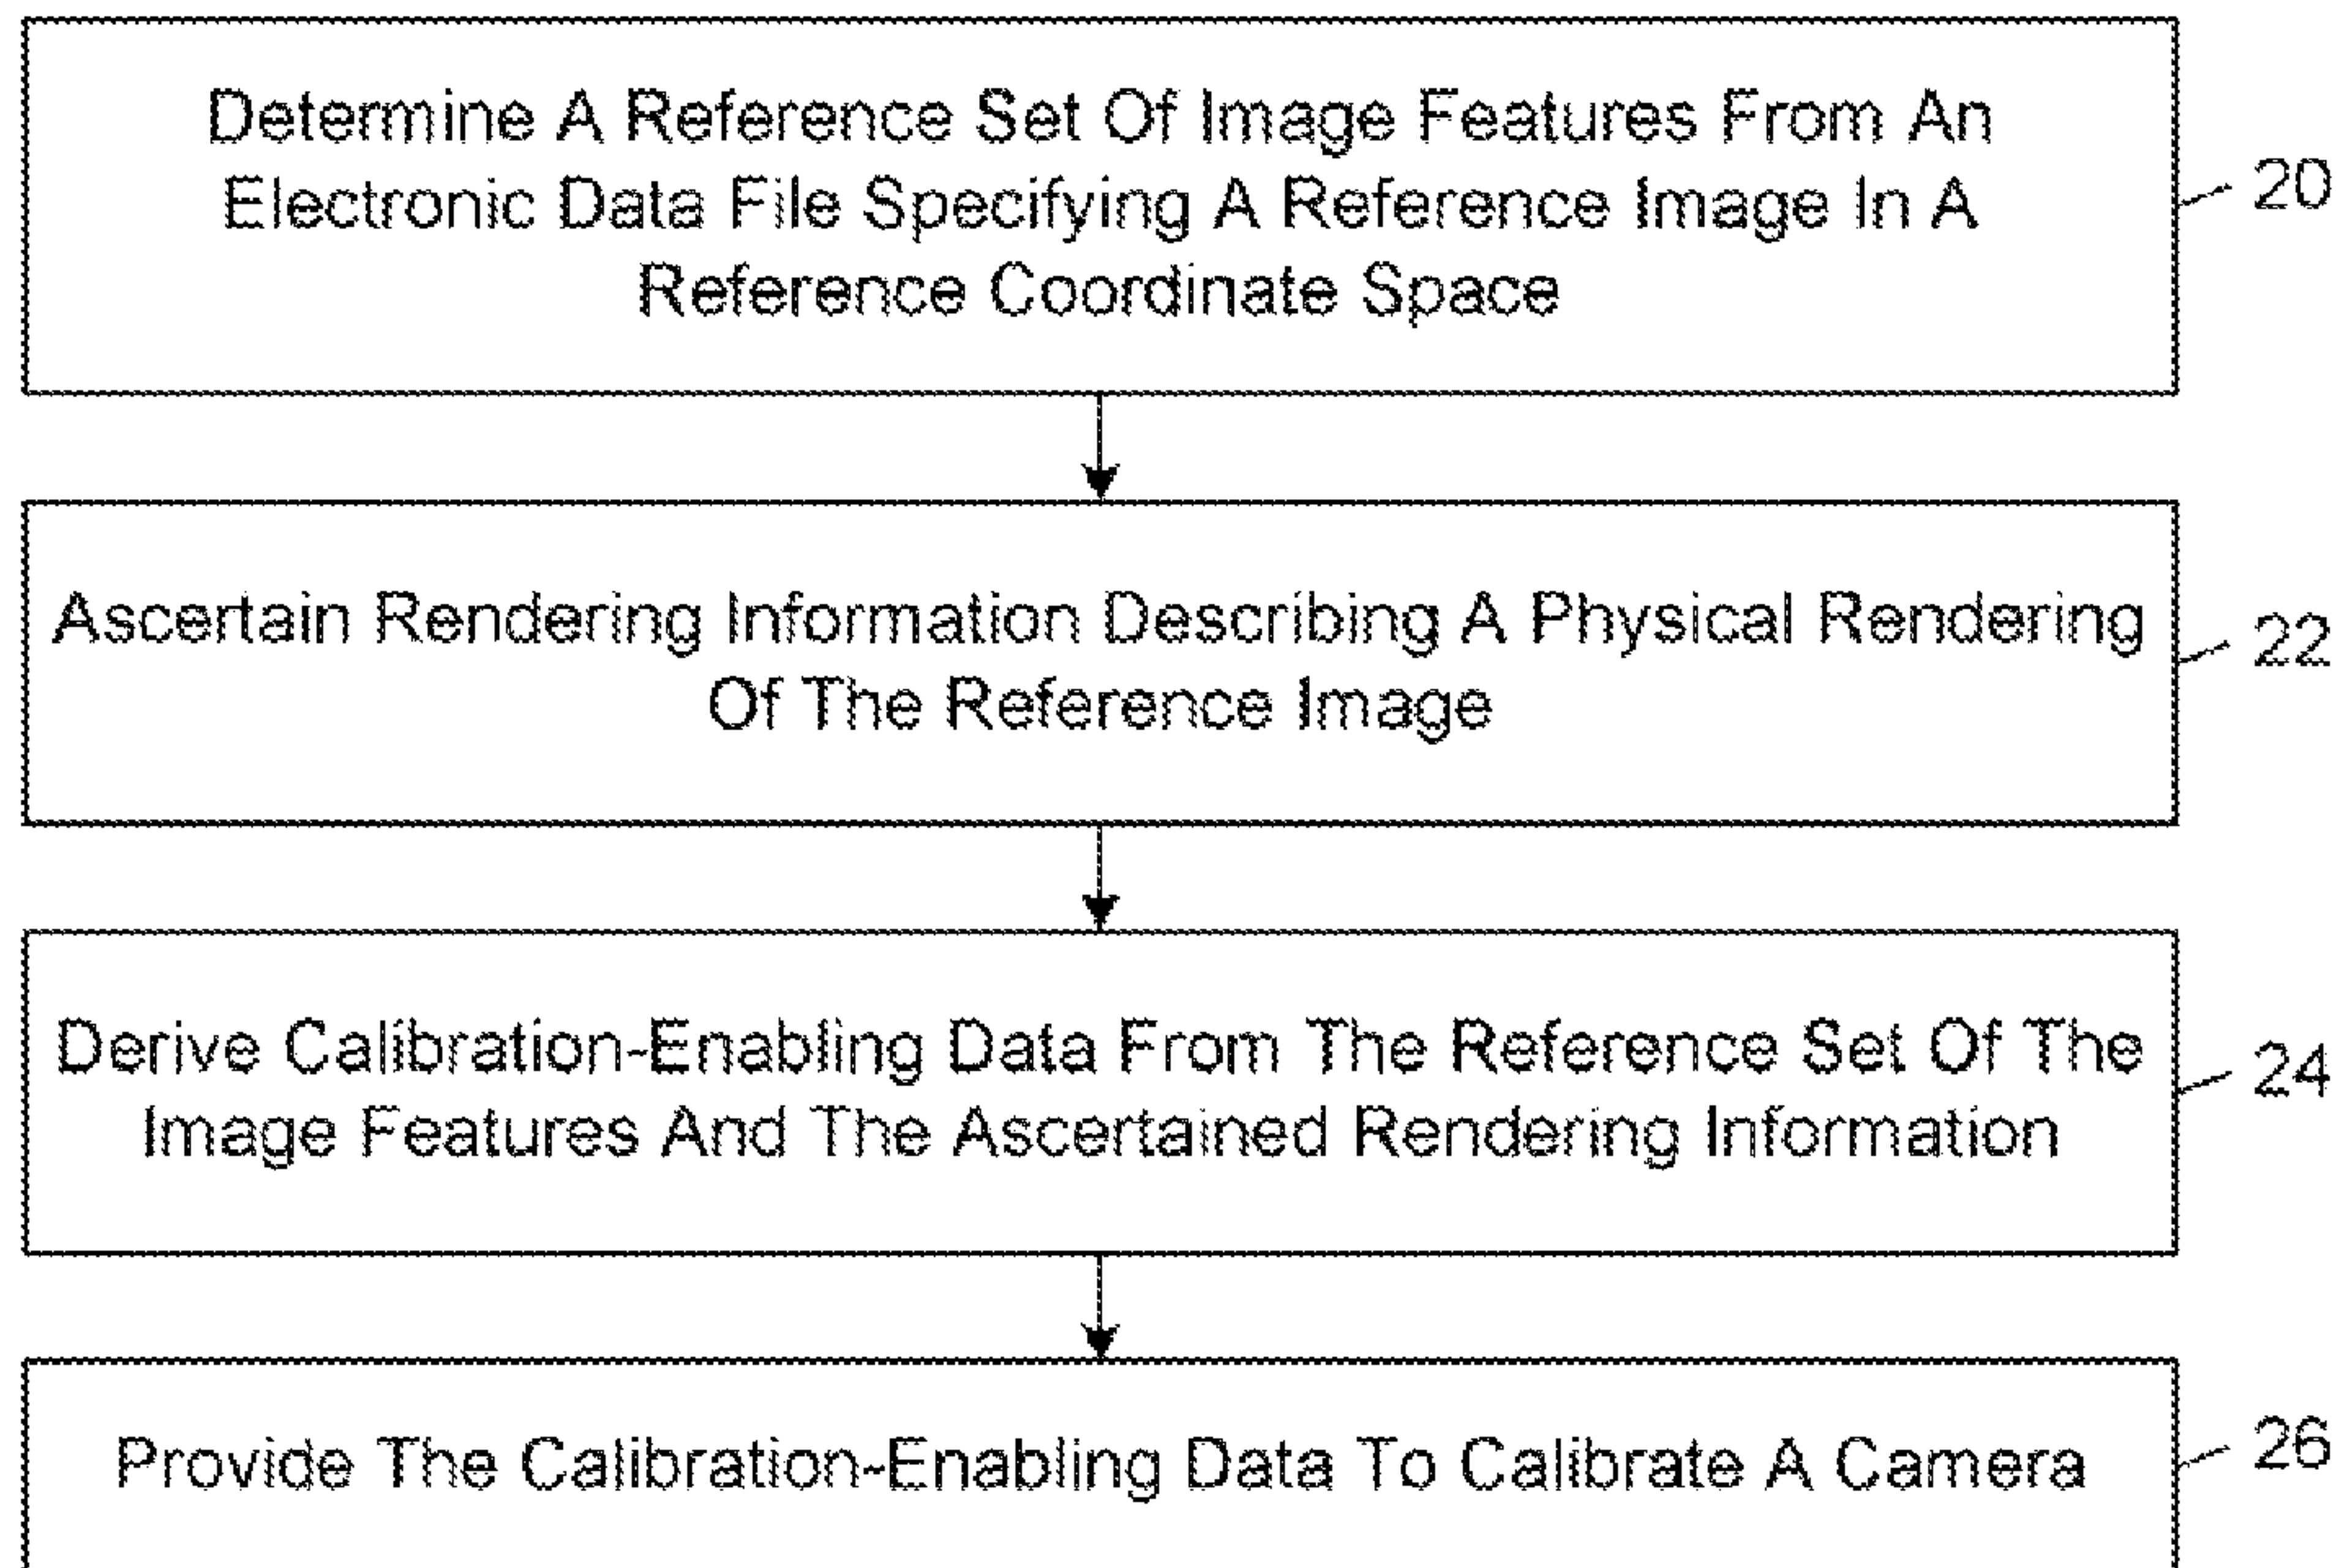 Determine A Reference Set Of Image Features From An
Electronic Data File Specifying A Reference Image In A
Reference Coordinate Space
20
Ascertain Rendering Information Describing A Physical Rendering
Of The Reference Image
22
Derive Calibration-Enabling Data From The Reference Set Of The
Image Features And The Ascertained Rendering Information
24
Provide The Calibration-Enabling Data To Calibrate A Camera
26